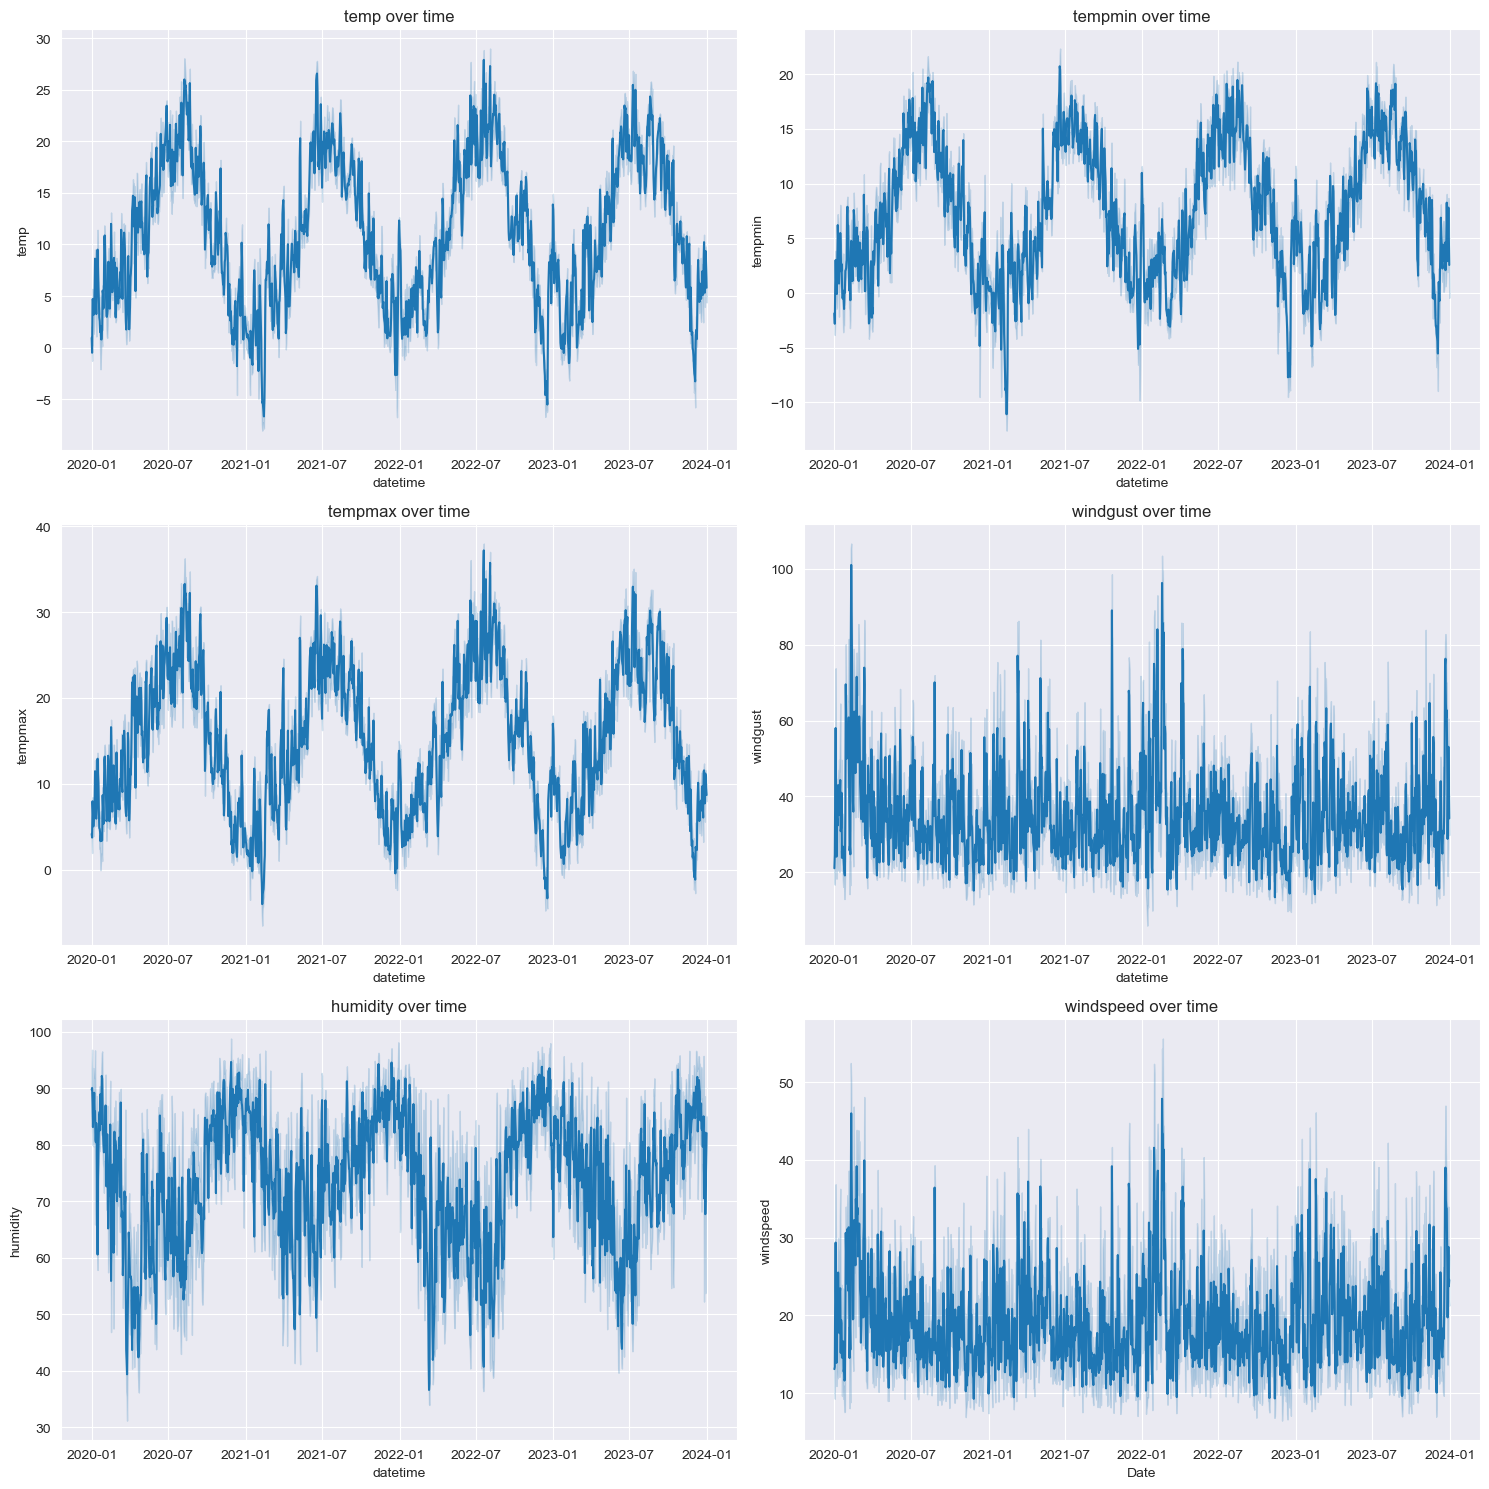 temp over time
30
25
20
15
10
5
0
−5
temp
2020-01 2020-07 2021-01 2021-07 2022-01 2022-07 2023-01 2023-07 2024-01
datetime
tempmin over time
20
15
10
5
0
−5
−10
tempmin
2020-01 2020-07 2021-01 2021-07 2022-01 2022-07 2023-01 2023-07 2024-01
datetime
tempmax over time
40
30
20
10
0
tempmax
2020-01 2020-07 2021-01 2021-07 2022-01 2022-07 2023-01 2023-07 2024-01
datetime
windgust over time
100
80
60
40
20
windgust
2020-01 2020-07 2021-01 2021-07 2022-01 2022-07 2023-01 2023-07 2024-01
datetime
humidity over time
100
90
80
70
60
50
40
30
humidity
2020-01 2020-07 2021-01 2021-07 2022-01 2022-07 2023-01 2023-07 2024-01
datetime
windspeed over time
50
40
30
20
10
windspeed
2020-01 2020-07 2021-01 2021-07 2022-01 2022-07 2023-01 2023-07 2024-01
Date